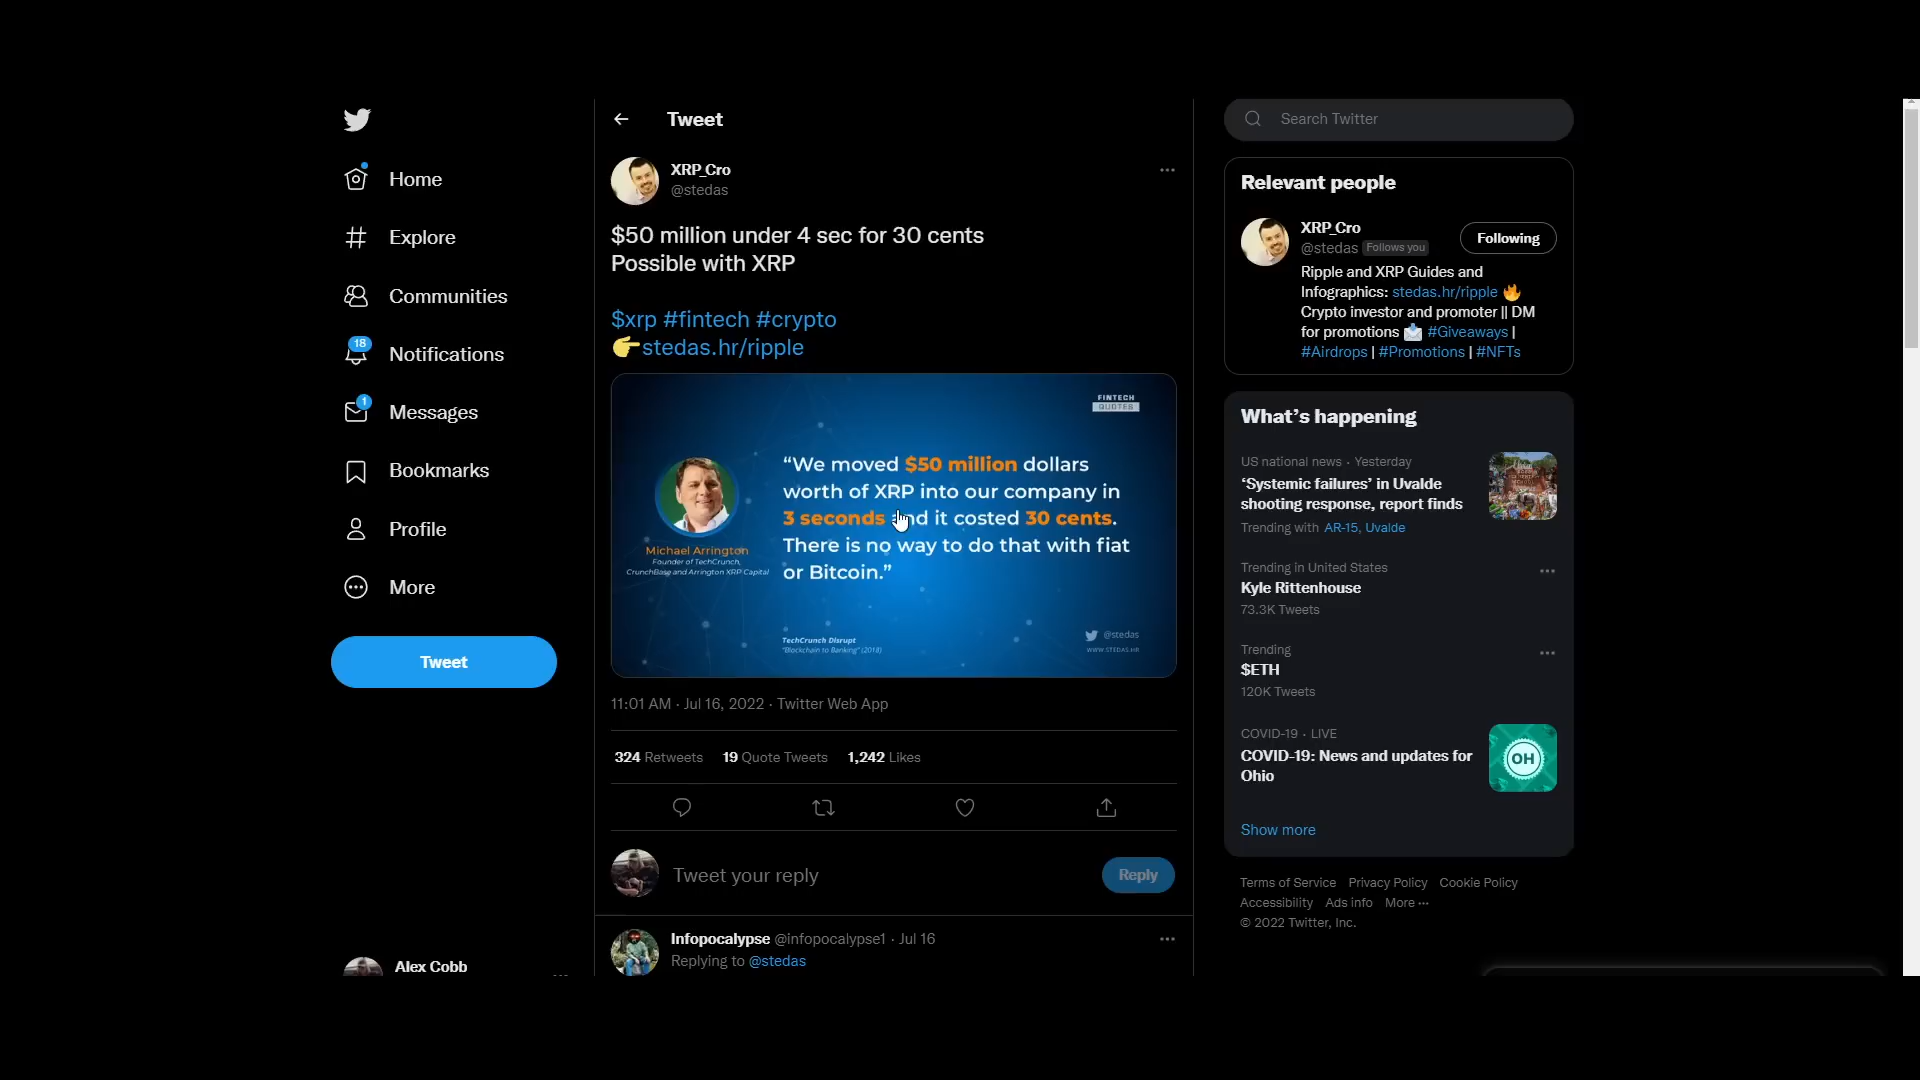 Home
Explore
Communities
18
Notifications
1
Messages
Bookmarks
Profile
More
Tweet
Alex Cobb
Tweet
XRP_Cro
@stedas
$50 million under 4 sec for 30 cents
Possible with XRP
$xrp #fintech #crypto
👉stedas.hr/ripple
FINTECH
QUOTES
“We moved $50 million dollars
worth of XRP into our company in
3 seconds and it costed 30 cents.
There is no way to do that with fiat
or Bitcoin.”
Michael Arrington
Founder of TechCrunch,
CrunchBase and Arrington XRP Capital
TechCrunch Disrupt
"Blockchain to Banking" (2018)
@stedas
WWW.STEDAS.HR
11:01 AM · Jul 16, 2022 · Twitter Web App
324 Retweets 19 Quote Tweets 1,242 Likes
Tweet your reply
Reply
Infopocalypse @infopocalypse1 · Jul 16
Replying to @stedas
Search Twitter
Relevant people
XRP_Cro
@stedas Follows you
Following
Ripple and XRP Guides and
Infographics: stedas.hr/ripple 🔥
Crypto investor and promoter || DM
for promotions 📩 #Giveaways |
#Airdrops | #Promotions | #NFTs
What’s happening
US national news · Yesterday
‘Systemic failures’ in Uvalde
shooting response, report finds
Trending with AR-15, Uvalde
Trending in United States
Kyle Rittenhouse
73.3K Tweets
Trending
$ETH
120K Tweets
COVID-19 · LIVE
COVID-19: News and updates for
Ohio
OH
Show more
Terms of Service Privacy Policy Cookie Policy
Accessibility Ads info More ···
© 2022 Twitter, Inc.